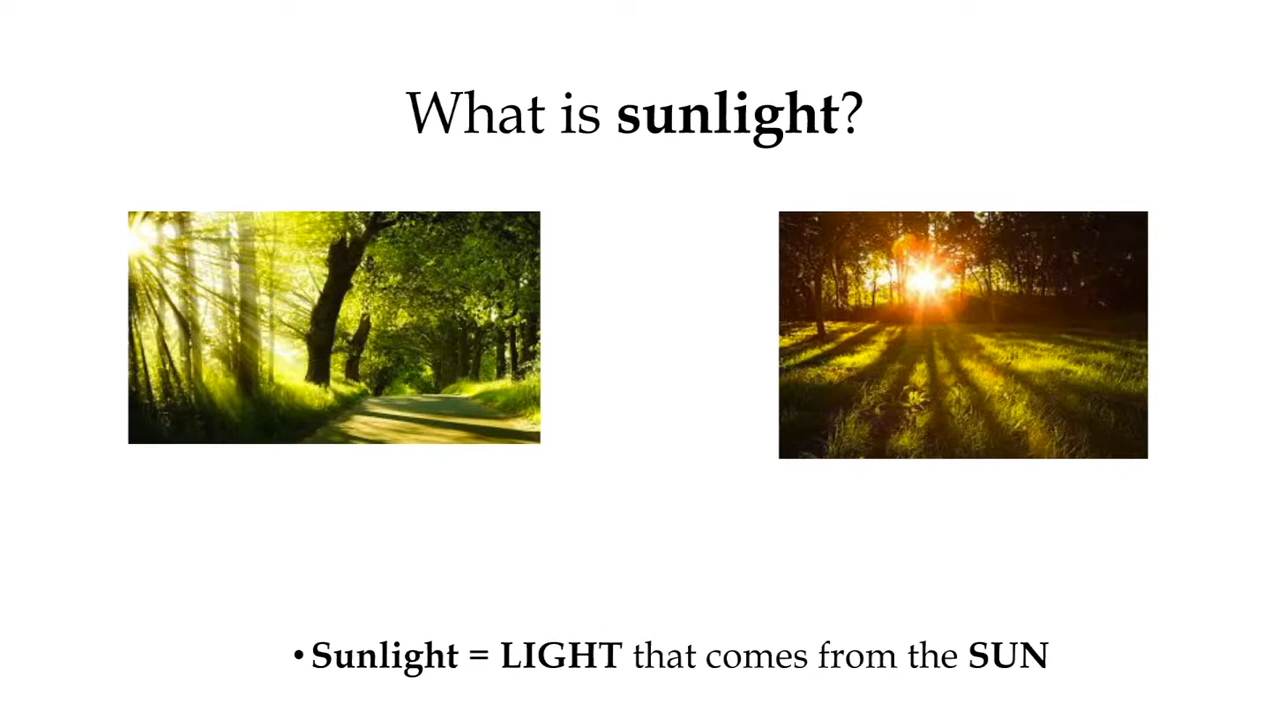 What is sunlight?
• Sunlight = LIGHT that comes from the SUN